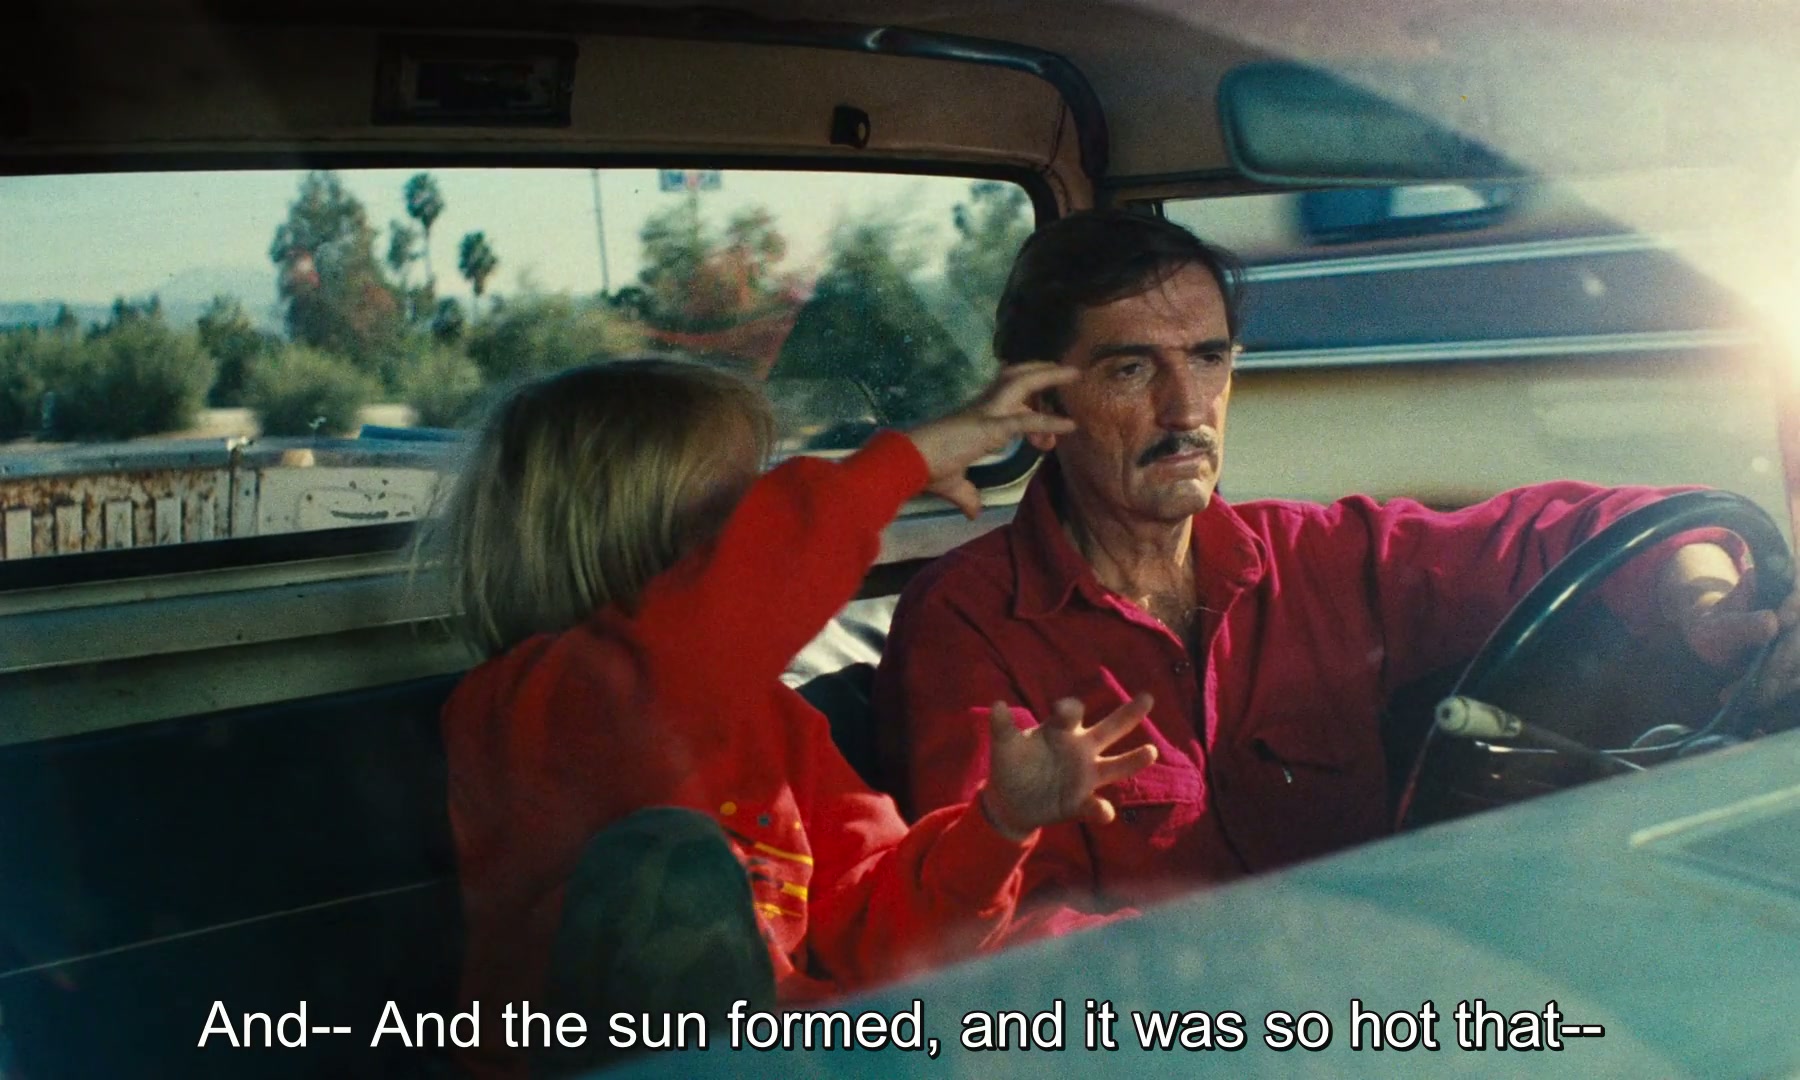 And-- And the sun formed, and it was so hot that--